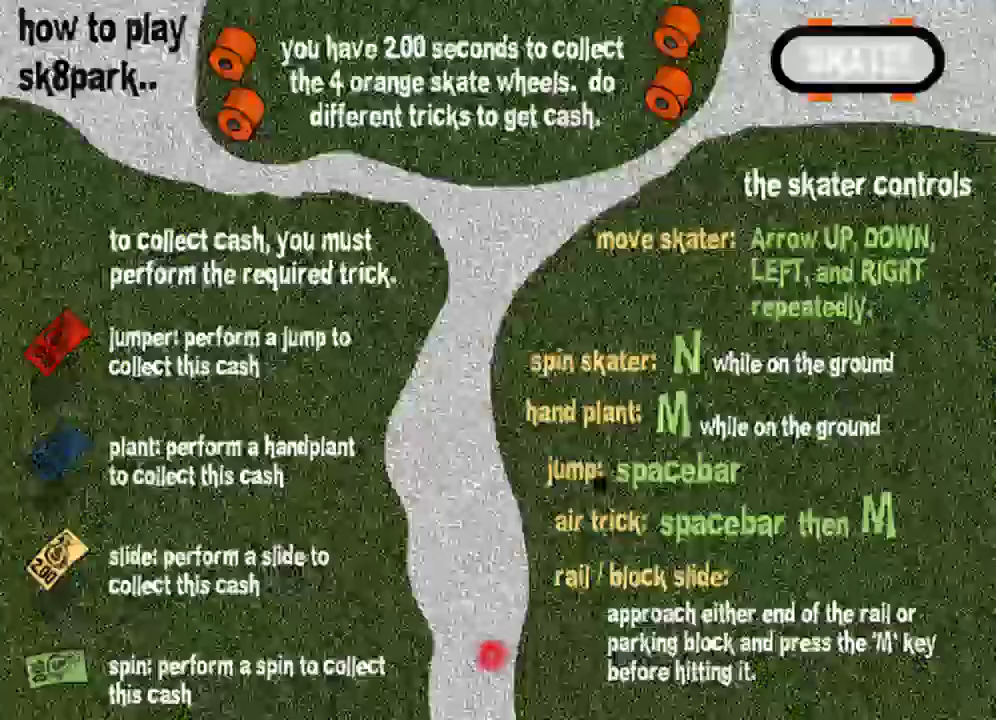 how to play
sk8park..
you have 200 seconds to collect
the 4 orange skate wheels. do
different tricks to get cash.
SKATE
to collect cash, you must
perform the required trick.
jumper: perform a jump to
collect this cash
plant: perform a handplant
to collect this cash
200
slide: perform a slide to
collect this cash
spin: perform a spin to collect
this cash
the skater controls
move skater: Arrow UP, DOWN,
LEFT, and RIGHT
repeatedly.
spin skater: N while on the ground
hand plant: M while on the ground
jump: spacebar
air trick: spacebar then M
rail / block slide:
approach either end of the rail or
parking block and press the 'M' key
before hitting it.